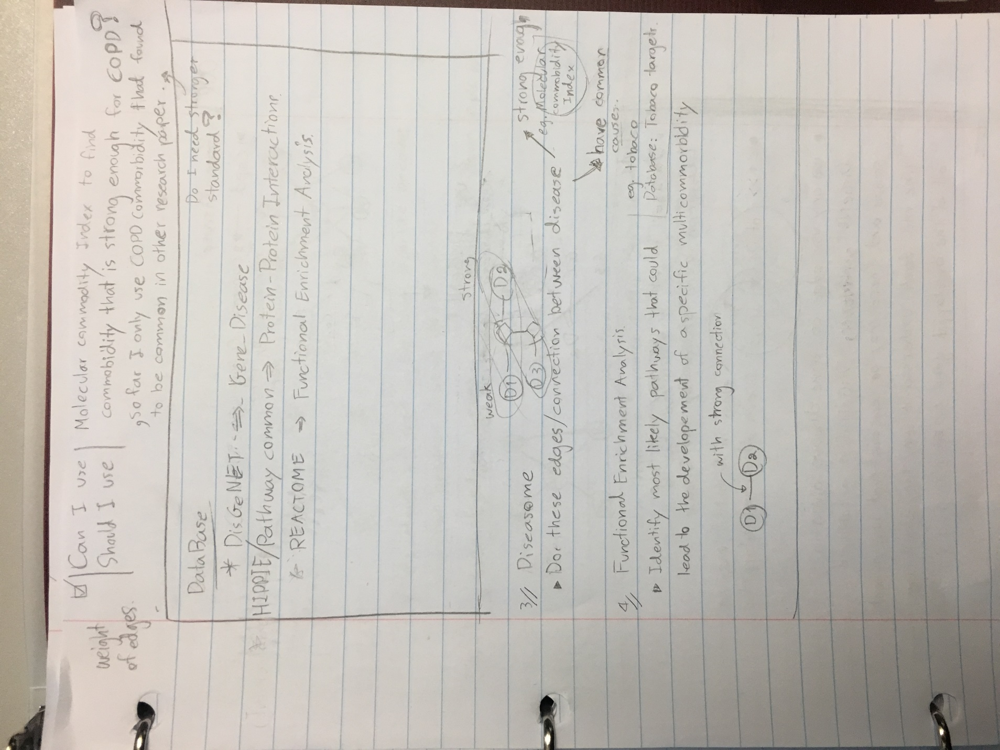 ☑ Can I use Molecular commodity Index to find
Should I use commobidity that is strong enough for COPD?
so far I only use COPD commoibidity that found
to be common in other research paper.
weight
of edges.
Do I need stronger
standard?
DataBase
* DisGeNET ⇒ Gene_Disease
HIPPIE/Pathway common ⇒ Protein-Protein Interaction.
REACTOME ⇒ Functional Enrichment Analysis.
strong
weak
D1 D2
D3
3// Diseasome
strong enough
eg. Molecular
commobidity
Index
▸ Do these edges/connection between disease
have common
causes.
eg. tobaco
4// Functional Enrichment Analysis.
Database: Tobaco targets.
▸ Identify most likely pathways that could
lead to the developement of a specific multicommorbidity
with strong connection
D1 D2